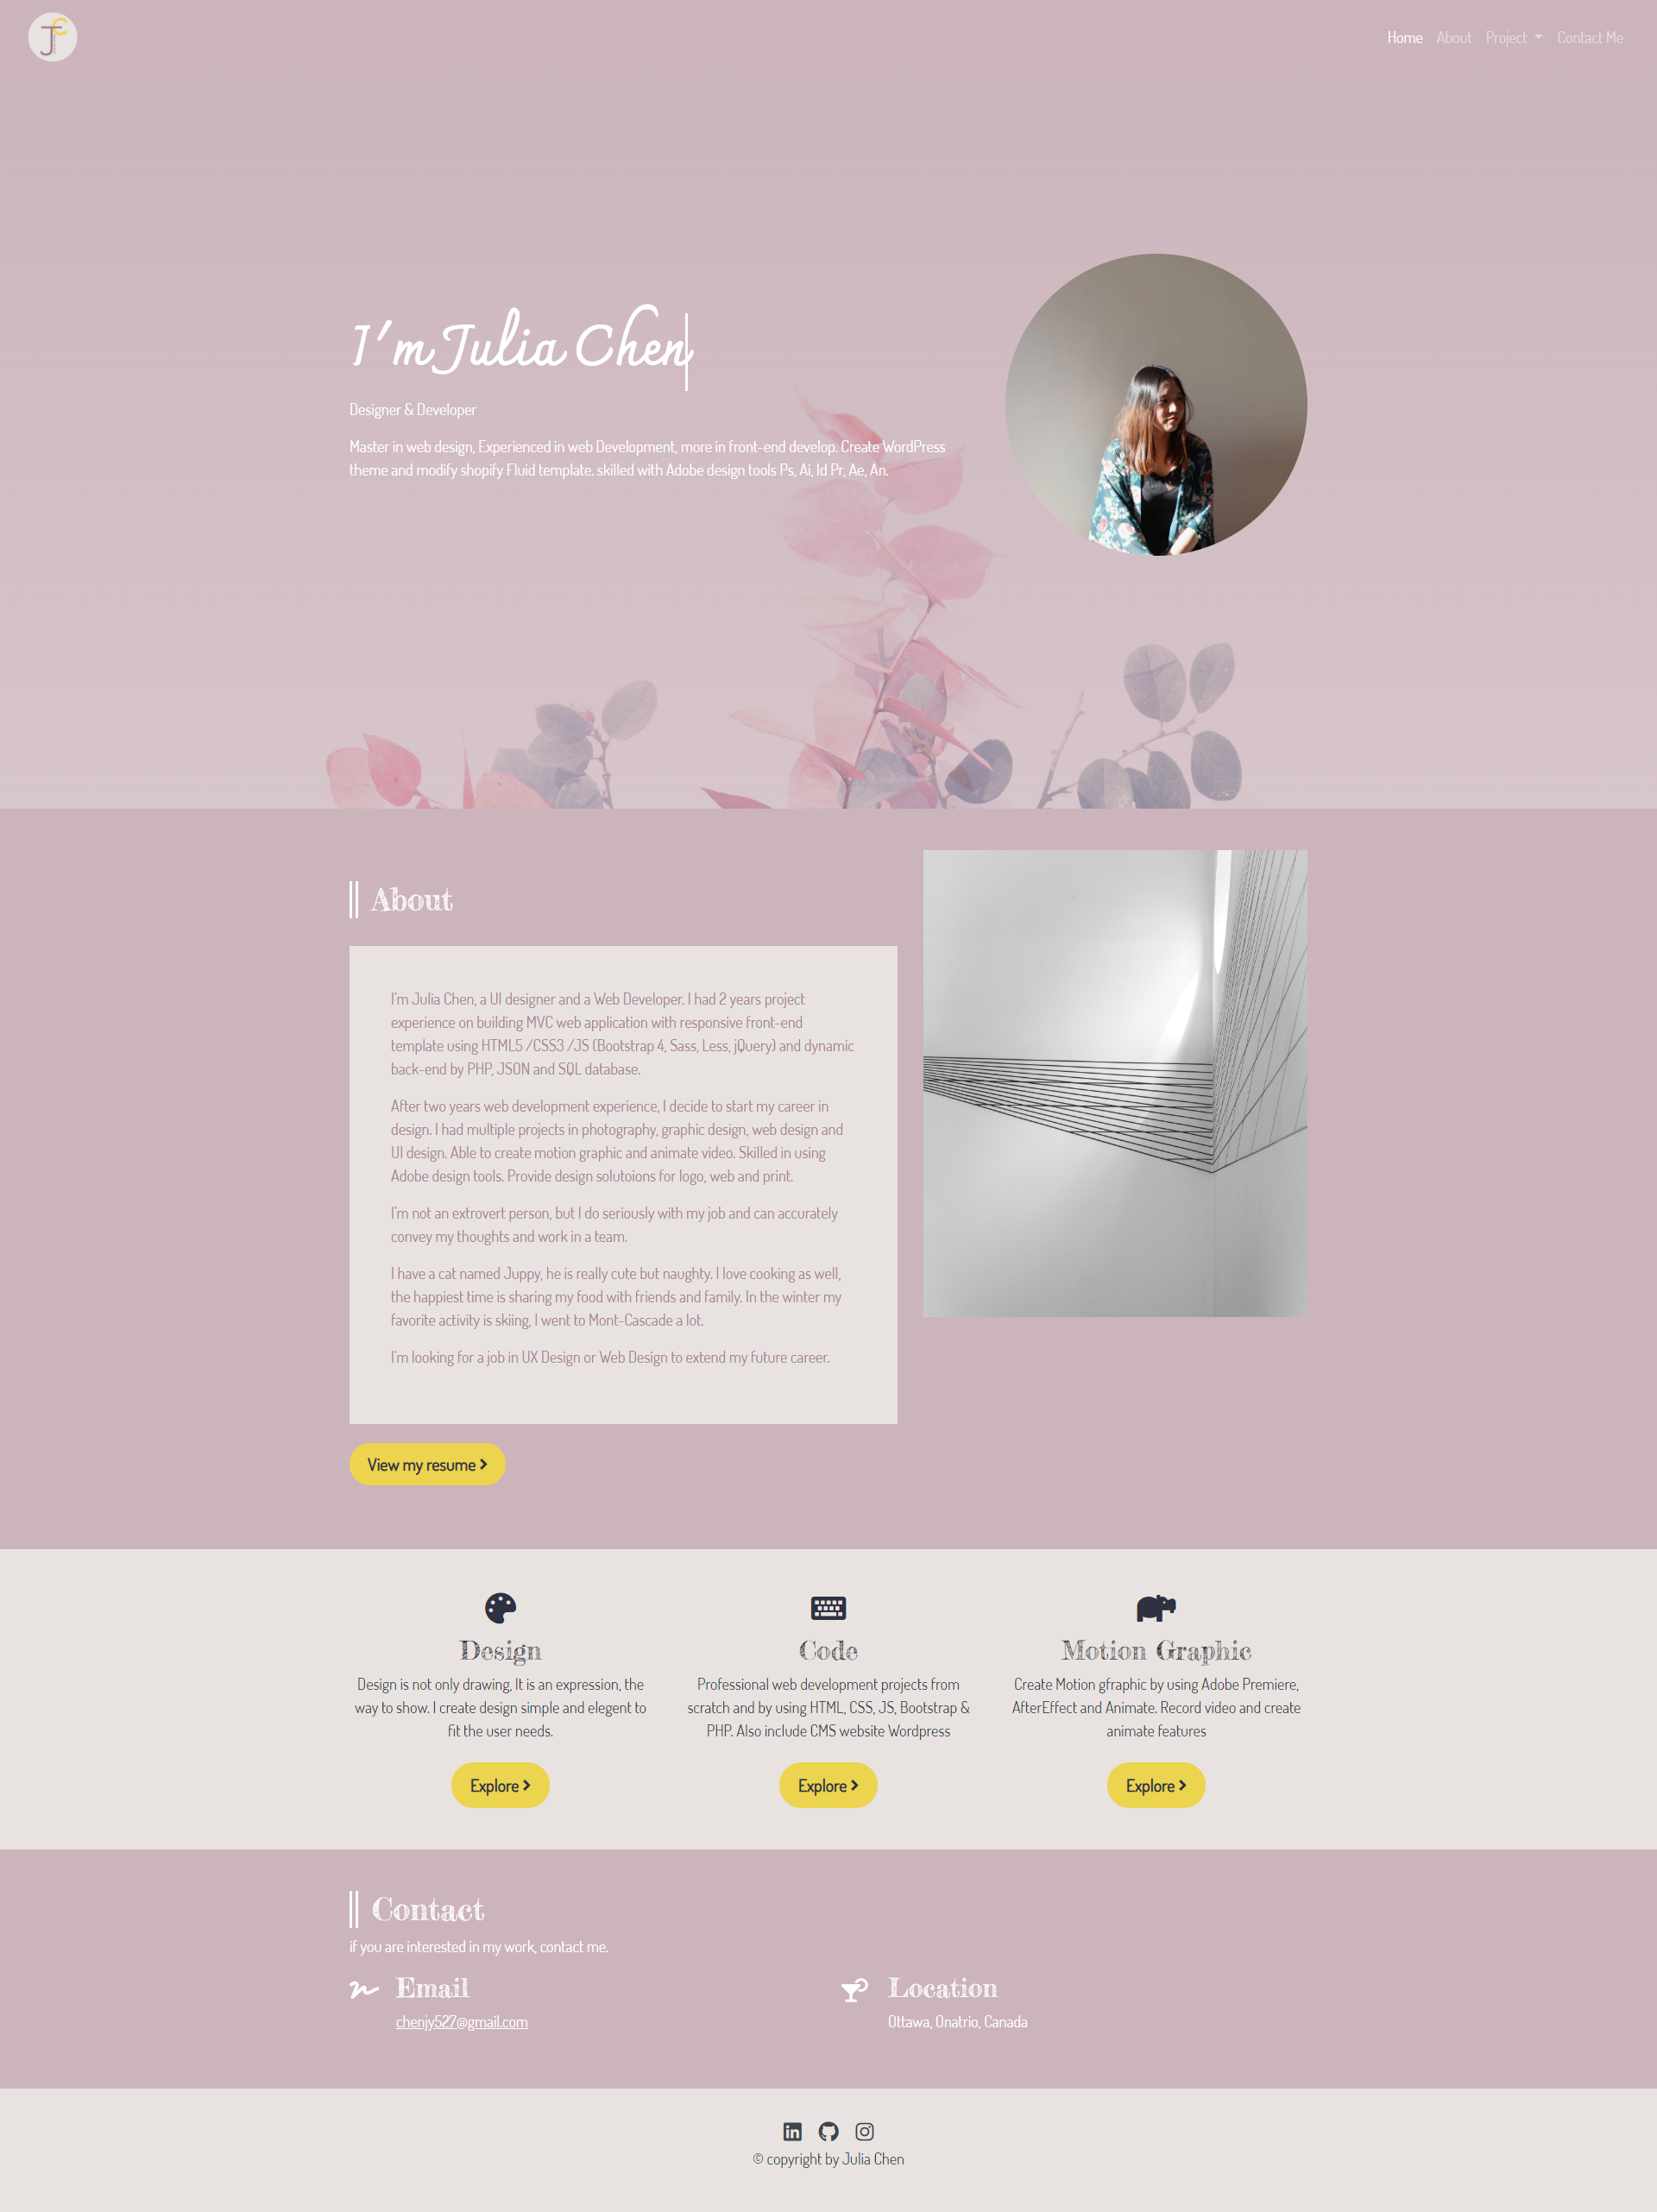 JC
Home About Project Contact Me
I'm Julia Chen
Designer & Developer
Master in web design, Experienced in web Development, more in front-end develop. Create WordPress
theme and modify shopify Fluid template. skilled with Adobe design tools Ps, Ai, Id Pr, Ae, An.
About
I'm Julia Chen, a UI designer and a Web Developer. I had 2 years project
experience on building MVC web application with responsive front-end
template using HTML5 /CSS3 /JS (Bootstrap 4, Sass, Less, jQuery) and dynamic
back-end by PHP, JSON and SQL database.
After two years web development experience, I decide to start my career in
design. I had multiple projects in photography, graphic design, web design and
UI design. Able to create motion graphic and animate video. Skilled in using
Adobe design tools. Provide design solutoions for logo, web and print.
I'm not an extrovert person, but I do seriously with my job and can accurately
convey my thoughts and work in a team.
I have a cat named Juppy, he is really cute but naughty. I love cooking as well,
the happiest time is sharing my food with friends and family. In the winter my
favorite activity is skiing, I went to Mont-Cascade a lot.
I'm looking for a job in UX Design or Web Design to extend my future career.
View my resume
Design
Design is not only drawing, It is an expression, the
way to show. I create design simple and elegent to
fit the user needs.
Explore
Code
Professional web development projects from
scratch and by using HTML, CSS, JS, Bootstrap &
PHP. Also include CMS website Wordpress
Explore
Motion Graphic
Create Motion gfraphic by using Adobe Premiere,
AfterEffect and Animate. Record video and create
animate features
Explore
Contact
if you are interested in my work, contact me.
Email
chenjy527@gmail.com
Location
Ottawa, Onatrio, Canada
© copyright by Julia Chen